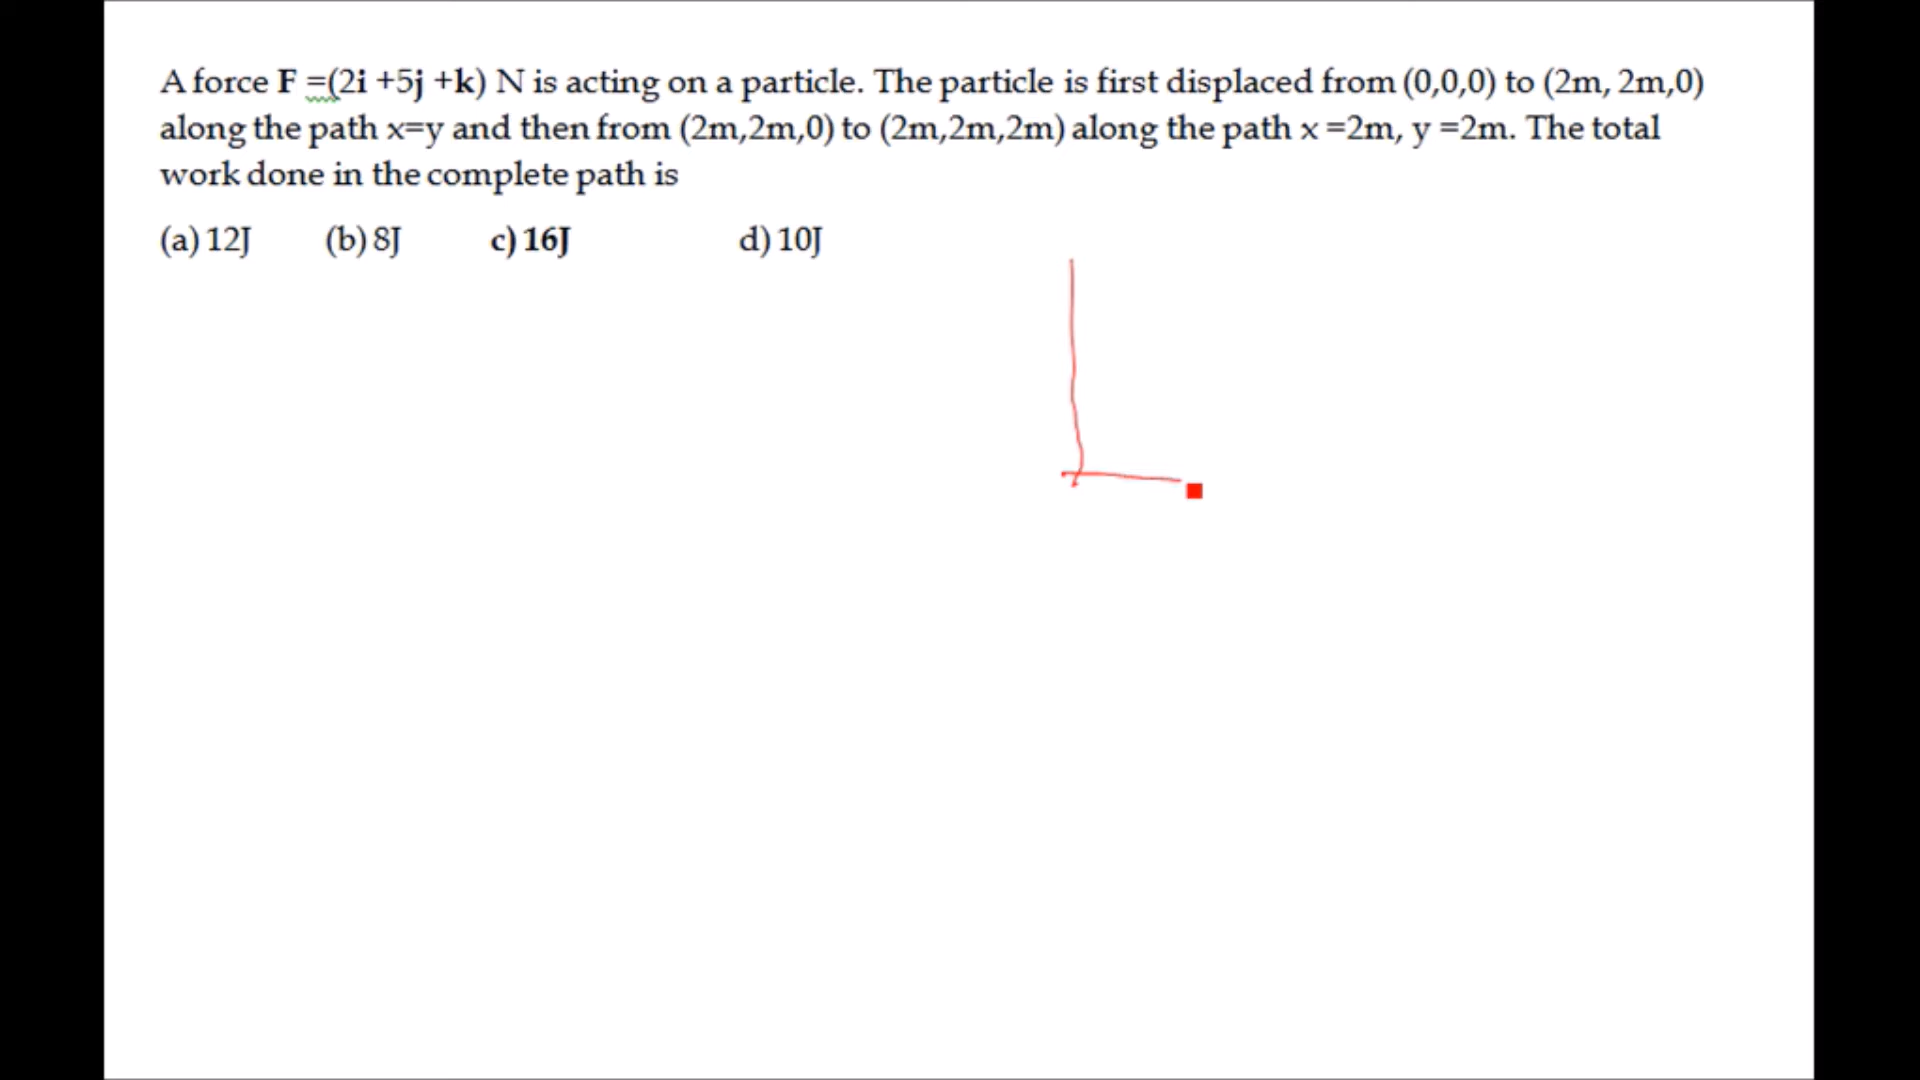 A force F =(2i +5j +k) N is acting on a particle. The particle is first displaced from (0,0,0) to (2m, 2m,0)
along the path x=y and then from (2m,2m,0) to (2m,2m,2m) along the path x =2m, y =2m. The total
work done in the complete path is
(a) 12J (b) 8J c) 16J d) 10J